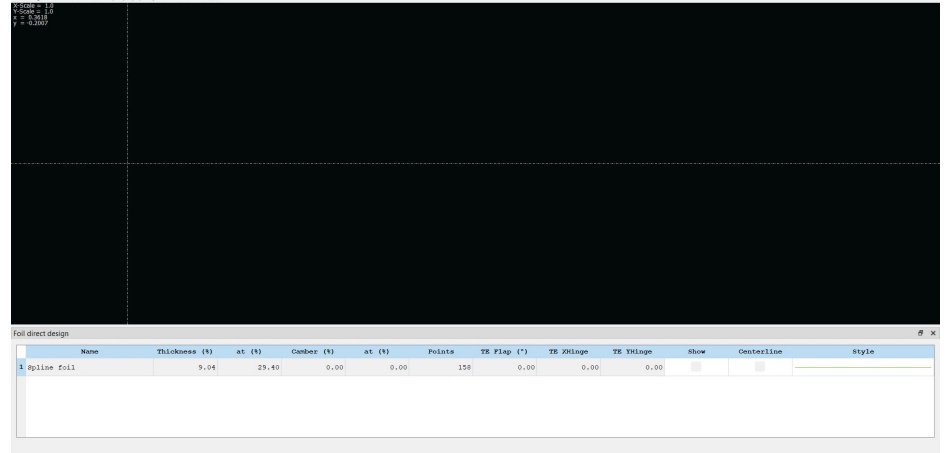 X-Scale = 1.0
Y-Scale = 1.0
x = 0.3618
y = -0.2007
Foil direct design
Name Thickness (%) at (%) Camber (%) at (%) Points TE Flap (°) TE XHinge TE YHinge Show Centerline Style
1 Spline foil 9.04 29.40 0.00 0.00 158 0.00 0.00 0.00